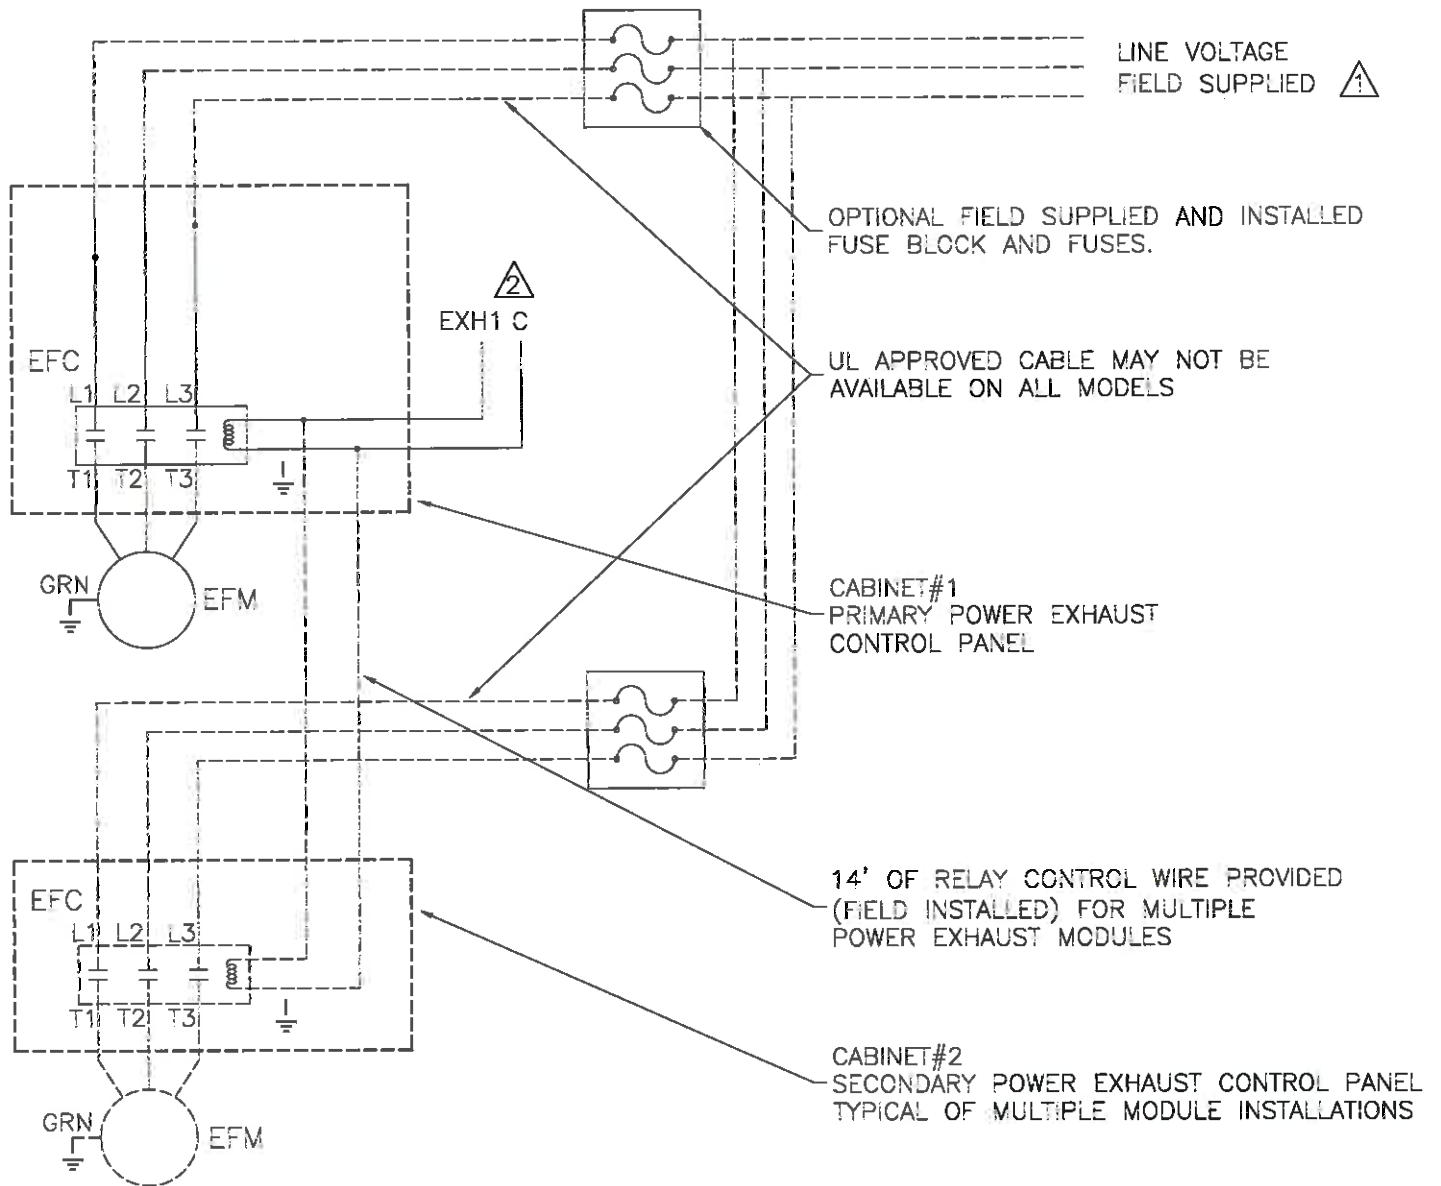 LINE VOLTAGE
FIELD SUPPLIED 1
OPTIONAL FIELD SUPPLIED AND INSTALLED
FUSE BLOCK AND FUSES.
2
EXH1 C
UL APPROVED CABLE MAY NOT BE
AVAILABLE ON ALL MODELS
EFC
L1 L2 L3
T1 T2 T3
GRN
EFM
CABINET#1
PRIMARY POWER EXHAUST
CONTROL PANEL
14' OF RELAY CONTROL WIRE PROVIDED
(FIELD INSTALLED) FOR MULTIPLE
POWER EXHAUST MODULES
EFC
L1 L2 L3
T1 T2 T3
GRN
EFM
CABINET#2
SECONDARY POWER EXHAUST CONTROL PANEL
TYPICAL OF MULTIPLE MODULE INSTALLATIONS